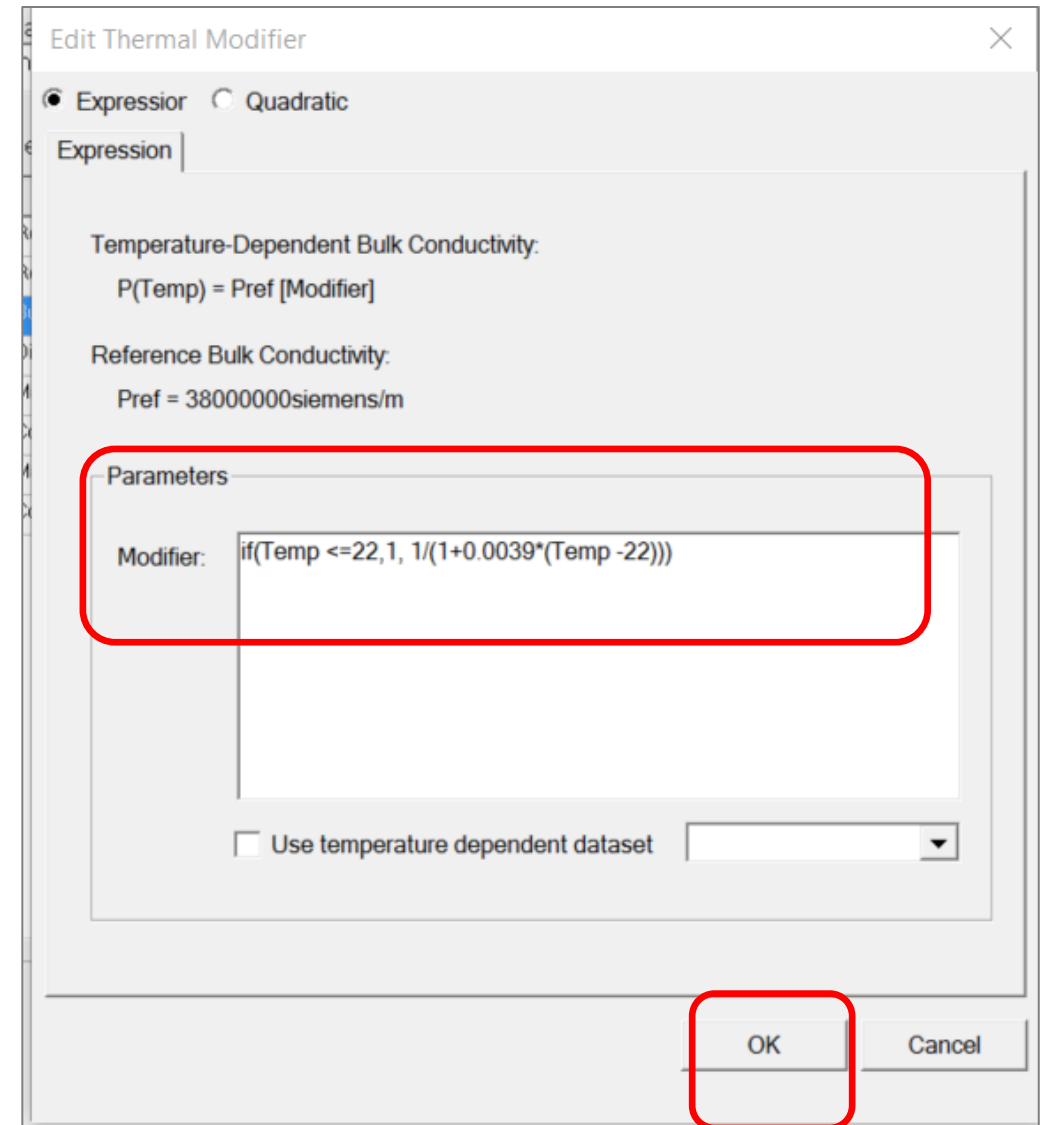 Edit Thermal Modifier
Expressior Quadratic
Expression
Temperature-Dependent Bulk Conductivity:
P(Temp) = Pref [Modifier]
Reference Bulk Conductivity:
Pref = 38000000siemens/m
Parameters
Modifier: if(Temp <=22,1, 1/(1+0.0039*(Temp -22)))
Use temperature dependent dataset
OK Cancel